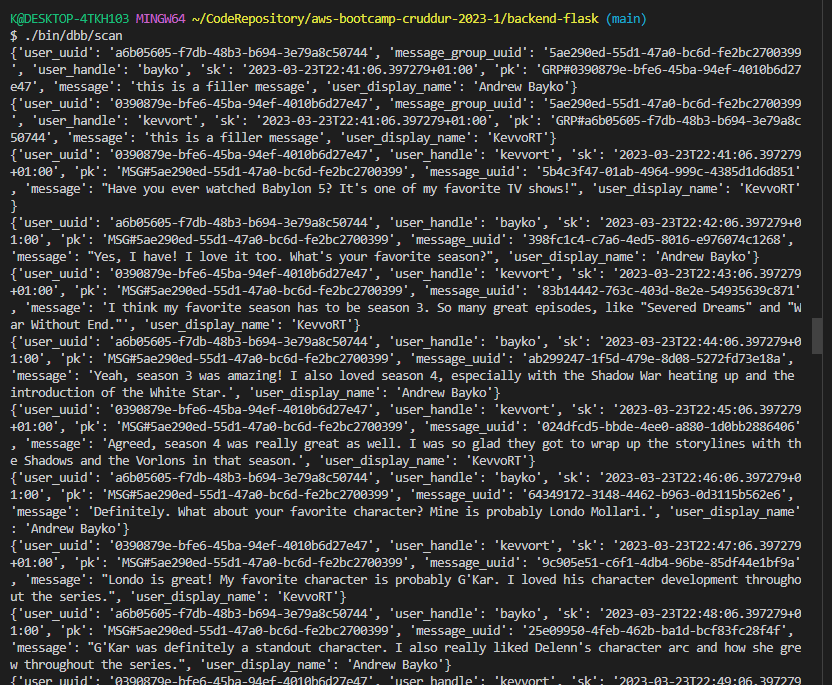 K@DESKTOP-4TKH103 MINGW64 ~/CodeRepository/aws-bootcamp-cruddur-2023-1/backend-flask (main)
$ ./bin/dbb/scan
{'user_uuid': 'a6b05605-f7db-48b3-b694-3e79a8c50744', 'message_group_uuid': '5ae290ed-55d1-47a0-bc6d-fe2bc2700399
', 'user_handle': 'bayko', 'sk': '2023-03-23T22:41:06.397279+01:00', 'pk': 'GRP#0390879e-bfe6-45ba-94ef-4010b6d27
e47', 'message': 'this is a filler message', 'user_display_name': 'Andrew Bayko'}
{'user_uuid': '0390879e-bfe6-45ba-94ef-4010b6d27e47', 'message_group_uuid': '5ae290ed-55d1-47a0-bc6d-fe2bc2700399
', 'user_handle': 'kevvort', 'sk': '2023-03-23T22:41:06.397279+01:00', 'pk': 'GRP#a6b05605-f7db-48b3-b694-3e79a8c
50744', 'message': 'this is a filler message', 'user_display_name': 'KevvoRT'}
{'user_uuid': '0390879e-bfe6-45ba-94ef-4010b6d27e47', 'user_handle': 'kevvort', 'sk': '2023-03-23T22:41:06.397279
+01:00', 'pk': 'MSG#5ae290ed-55d1-47a0-bc6d-fe2bc2700399', 'message_uuid': '5b4c3f47-01ab-4964-999c-4385d1d6d851'
, 'message': "Have you ever watched Babylon 5? It's one of my favorite TV shows!", 'user_display_name': 'KevvoRT'
}
{'user_uuid': 'a6b05605-f7db-48b3-b694-3e79a8c50744', 'user_handle': 'bayko', 'sk': '2023-03-23T22:42:06.397279+0
1:00', 'pk': 'MSG#5ae290ed-55d1-47a0-bc6d-fe2bc2700399', 'message_uuid': '398fc1c4-c7a6-4ed5-8016-e976074c1268',
'message': "Yes, I have! I love it too. What's your favorite season?", 'user_display_name': 'Andrew Bayko'}
{'user_uuid': '0390879e-bfe6-45ba-94ef-4010b6d27e47', 'user_handle': 'kevvort', 'sk': '2023-03-23T22:43:06.397279
+01:00', 'pk': 'MSG#5ae290ed-55d1-47a0-bc6d-fe2bc2700399', 'message_uuid': '83b14442-763c-403d-8e2e-54935639c871'
, 'message': 'I think my favorite season has to be season 3. So many great episodes, like "Severed Dreams" and "W
ar Without End."', 'user_display_name': 'KevvoRT'}
{'user_uuid': 'a6b05605-f7db-48b3-b694-3e79a8c50744', 'user_handle': 'bayko', 'sk': '2023-03-23T22:44:06.397279+0
1:00', 'pk': 'MSG#5ae290ed-55d1-47a0-bc6d-fe2bc2700399', 'message_uuid': 'ab299247-1f5d-479e-8d08-5272fd73e18a',
'message': 'Yeah, season 3 was amazing! I also loved season 4, especially with the Shadow War heating up and the
introduction of the White Star.', 'user_display_name': 'Andrew Bayko'}
{'user_uuid': '0390879e-bfe6-45ba-94ef-4010b6d27e47', 'user_handle': 'kevvort', 'sk': '2023-03-23T22:45:06.397279
+01:00', 'pk': 'MSG#5ae290ed-55d1-47a0-bc6d-fe2bc2700399', 'message_uuid': '024dfcd5-bbde-4ee0-a880-1d0bb2886406'
, 'message': 'Agreed, season 4 was really great as well. I was so glad they got to wrap up the storylines with th
e Shadows and the Vorlons in that season.', 'user_display_name': 'KevvoRT'}
{'user_uuid': 'a6b05605-f7db-48b3-b694-3e79a8c50744', 'user_handle': 'bayko', 'sk': '2023-03-23T22:46:06.397279+0
1:00', 'pk': 'MSG#5ae290ed-55d1-47a0-bc6d-fe2bc2700399', 'message_uuid': '64349172-3148-4462-b963-0d3115b562e6',
'message': 'Definitely. What about your favorite character? Mine is probably Londo Mollari.', 'user_display_name'
: 'Andrew Bayko'}
{'user_uuid': '0390879e-bfe6-45ba-94ef-4010b6d27e47', 'user_handle': 'kevvort', 'sk': '2023-03-23T22:47:06.397279
+01:00', 'pk': 'MSG#5ae290ed-55d1-47a0-bc6d-fe2bc2700399', 'message_uuid': '9c905e51-c6f1-4db4-96be-85df44e1bf9a'
, 'message': "Londo is great! My favorite character is probably G'Kar. I loved his character development througho
ut the series.", 'user_display_name': 'KevvoRT'}
{'user_uuid': 'a6b05605-f7db-48b3-b694-3e79a8c50744', 'user_handle': 'bayko', 'sk': '2023-03-23T22:48:06.397279+0
1:00', 'pk': 'MSG#5ae290ed-55d1-47a0-bc6d-fe2bc2700399', 'message_uuid': '25e09950-4feb-462b-ba1d-bcf83fc28f4f',
'message': "G'Kar was definitely a standout character. I also really liked Delenn's character arc and how she gre
w throughout the series.", 'user_display_name': 'Andrew Bayko'}
{'user_uuid': '0390879e-bfe6-45ba-94ef-4010b6d27e47', 'user_handle': 'kevvort', 'sk': '2023-03-23T22:49:06.397279